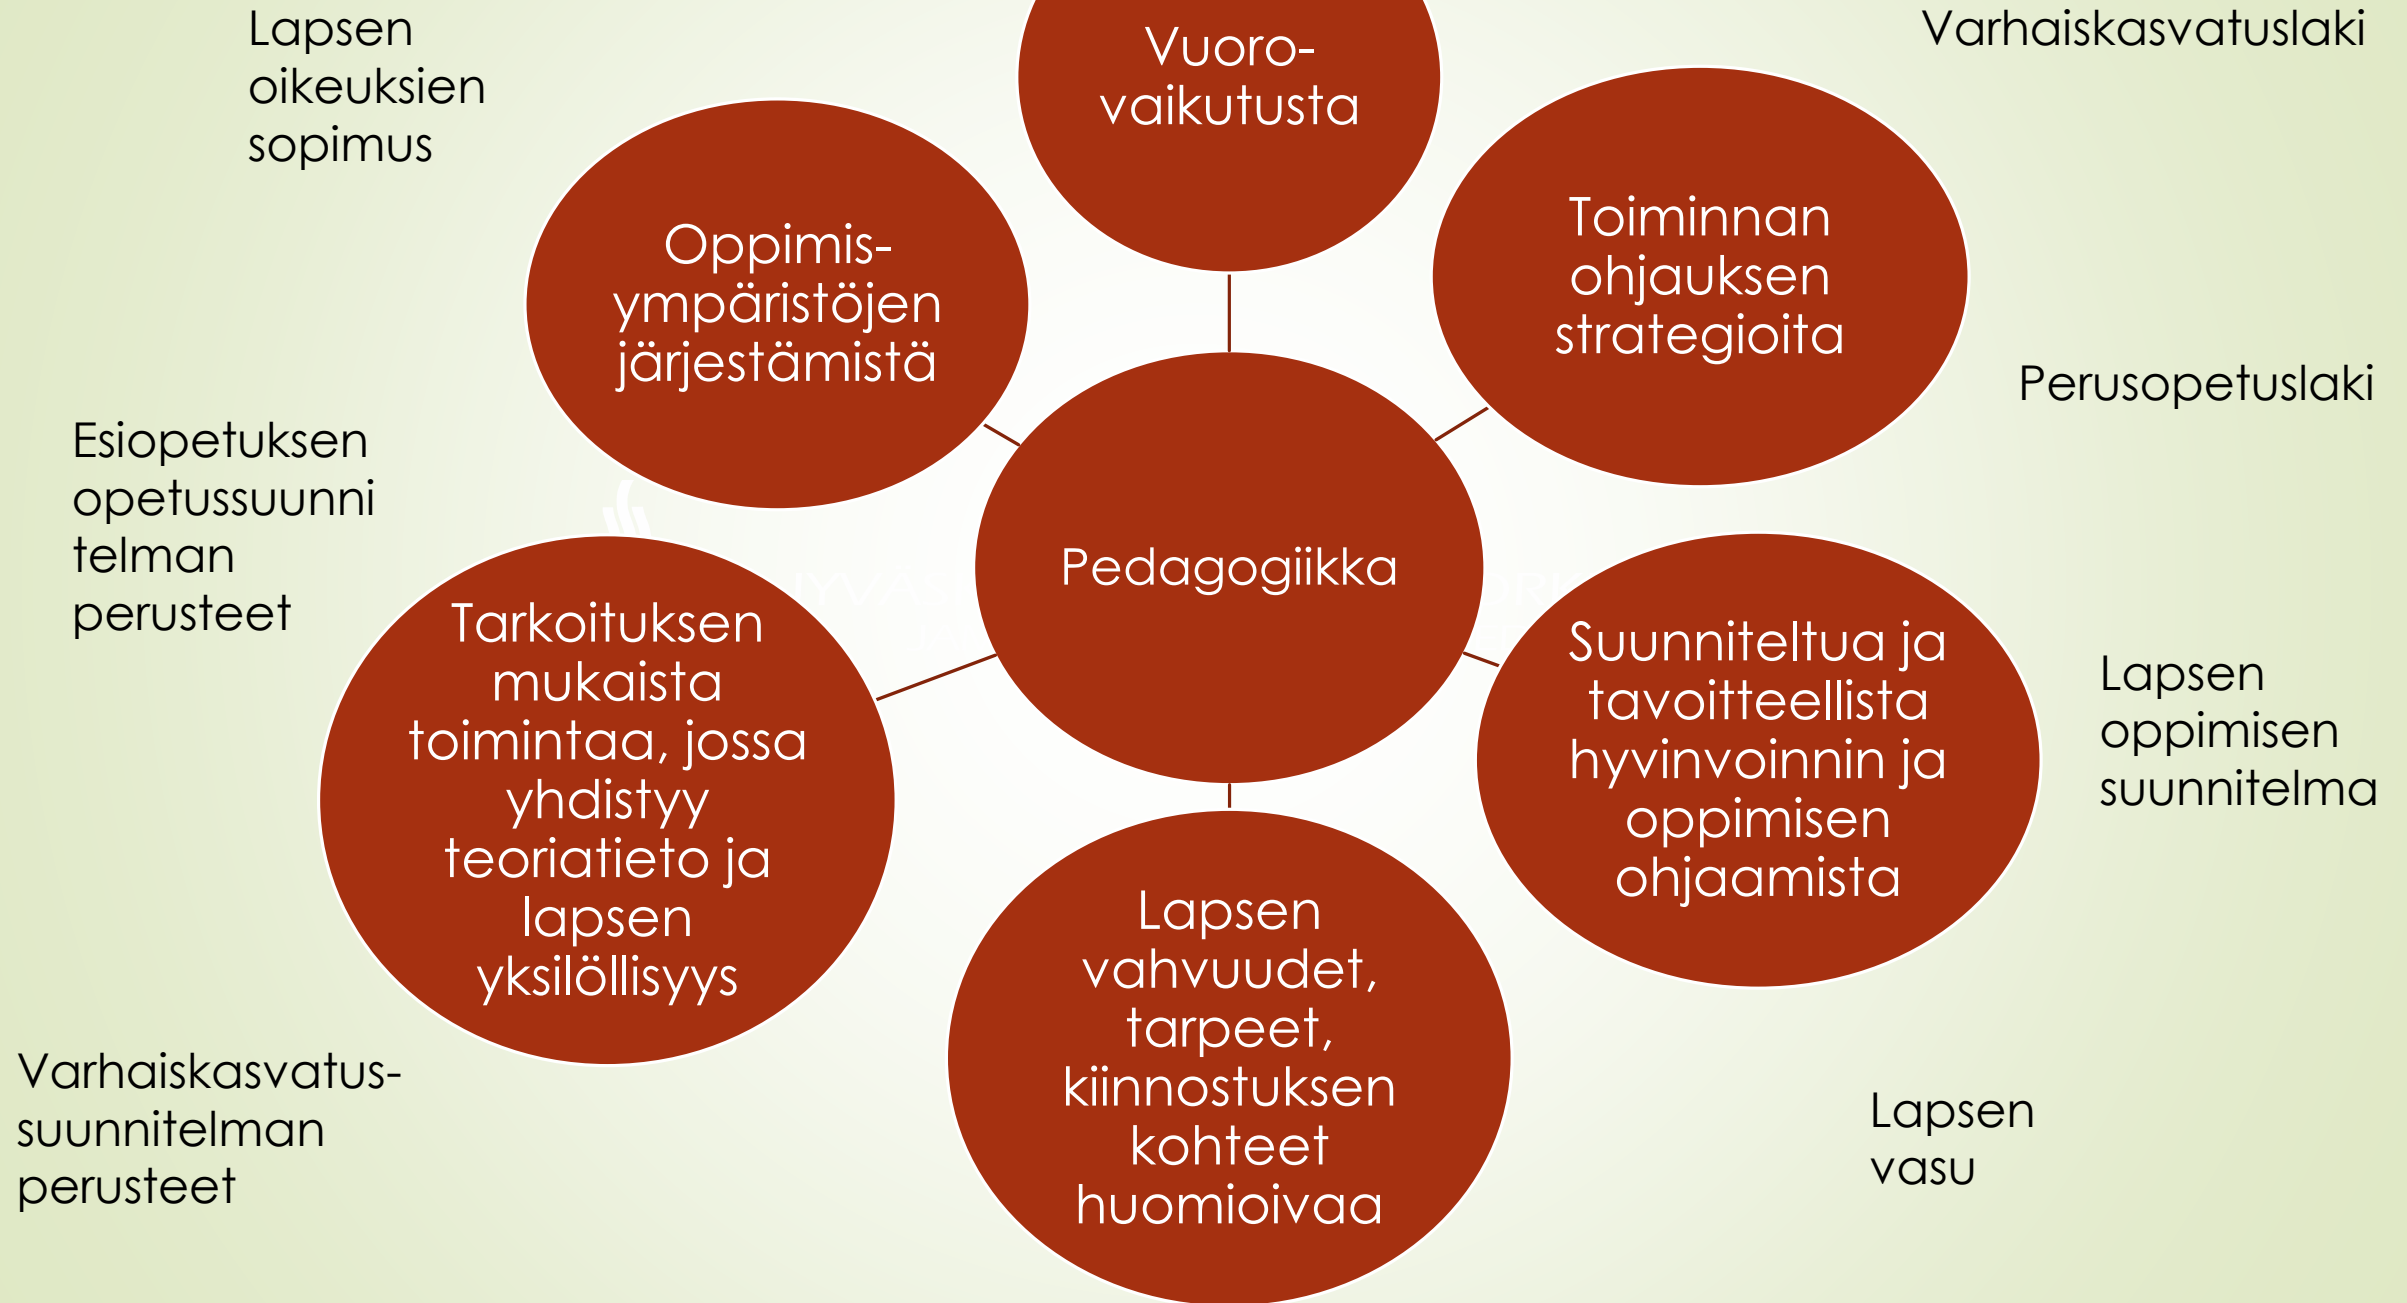 Lapsen
oikeuksien
sopimus
Vuoro-
vaikutusta
Varhaiskasvatuslaki
Oppimis-
ympäristöjen
järjestämistä
Toiminnan
ohjauksen
strategioita
Perusopetuslaki
Esiopetuksen
opetussuunni
telman
perusteet
Pedagogiikka
Tarkoituksen
mukaista
toimintaa, jossa
yhdistyy
teoriatieto ja
lapsen
yksilöllisyys
Suunniteltua ja
tavoitteellista
hyvinvoinnin ja
oppimisen
ohjaamista
Lapsen
oppimisen
suunnitelma
Lapsen
vahvuudet,
tarpeet,
kiinnostuksen
kohteet
huomioivaa
Varhaiskasvatus-
suunnitelman
perusteet
Lapsen
vasu